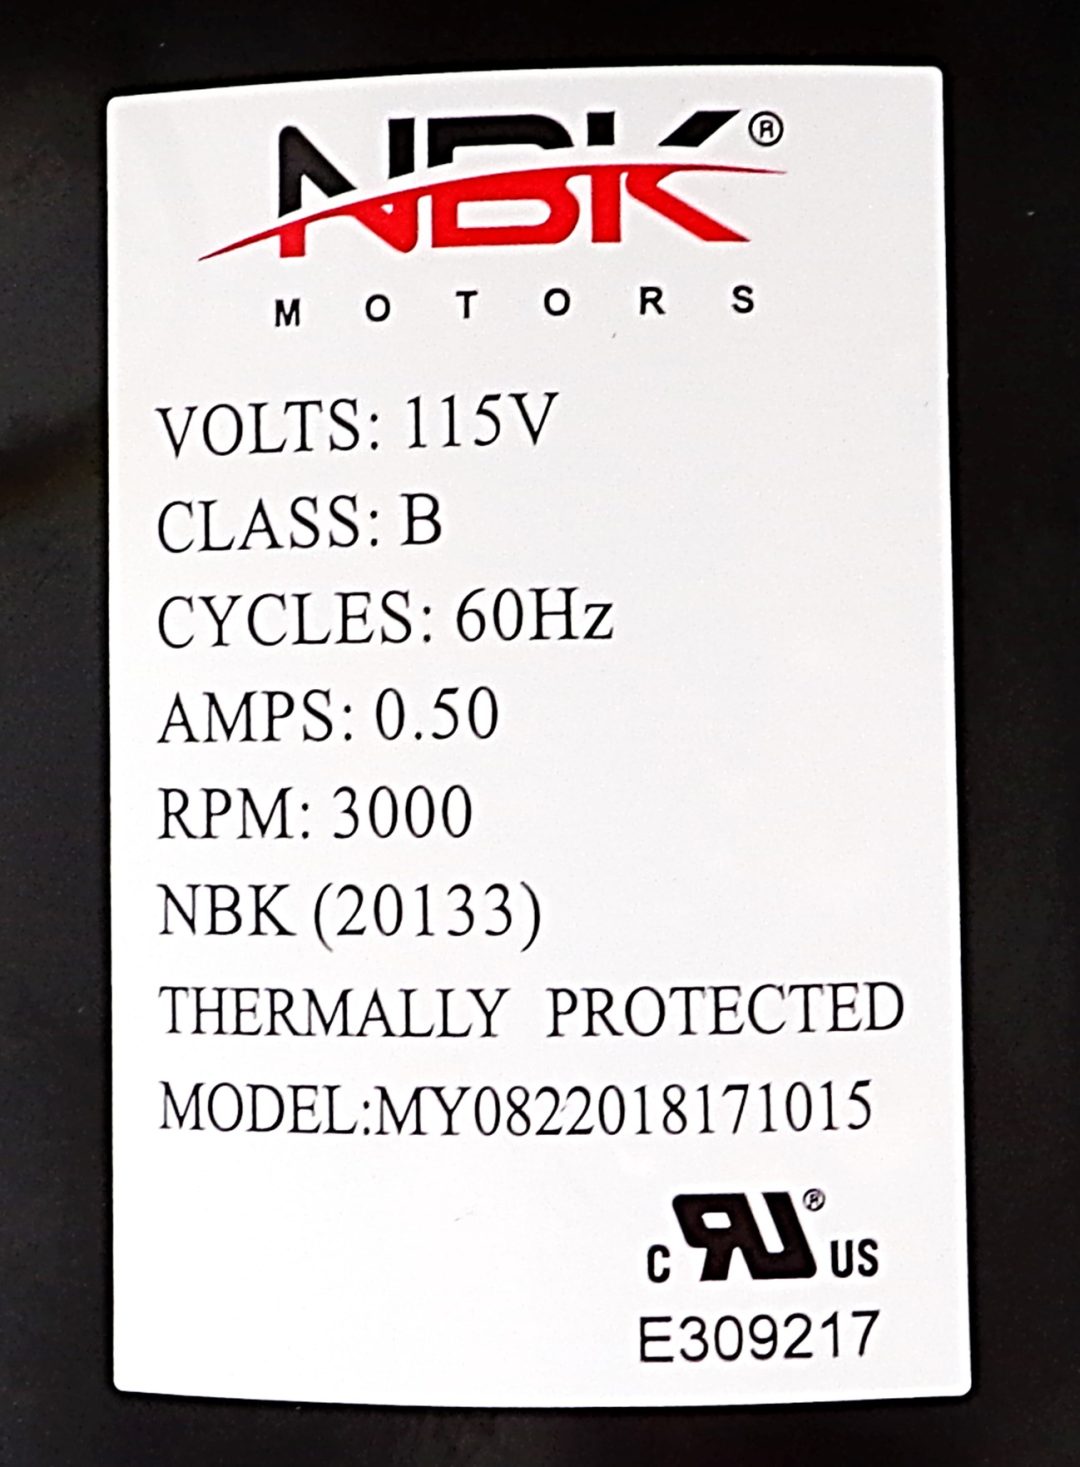 NBK®
MOTORS
VOLTS: 115V
CLASS: B
CYCLES: 60Hz
AMPS: 0.50
RPM: 3000
NBK (20133)
THERMALLY PROTECTED
MODEL:MY0822018171015
C RU® US
E309217